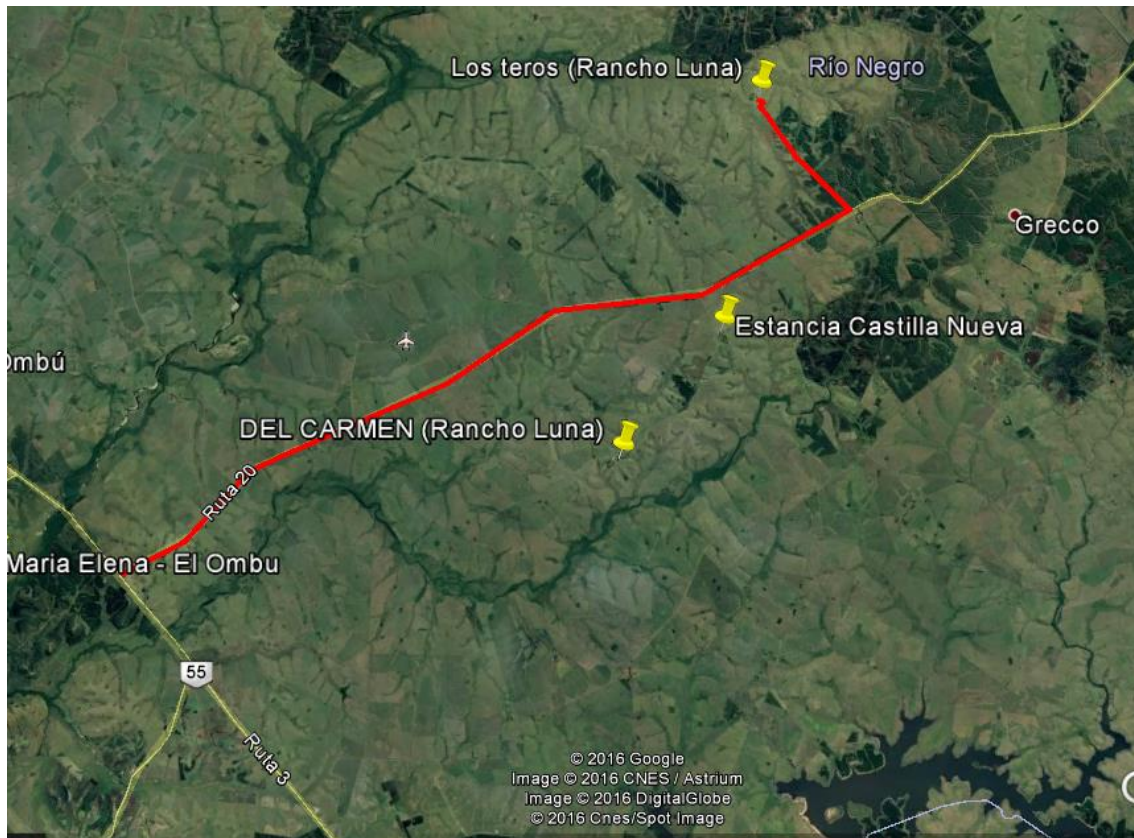 Los teros (Rancho Luna)
Río Negro
Grecco
Estancia Castilla Nueva
Ombú
DEL CARMEN (Rancho Luna)
Ruta 20
Maria Elena - El Ombu
55
Ruta 3
© 2016 Google
Image © 2016 CNES / Astrium
Image © 2016 DigitalGlobe
© 2016 Cnes/Spot Image